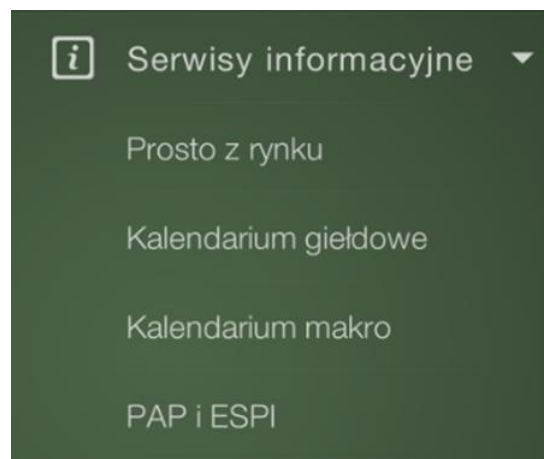 Serwisy informacyjne
Prosto z rynku
Kalendarium giełdowe
Kalendarium makro
PAP i ESPI